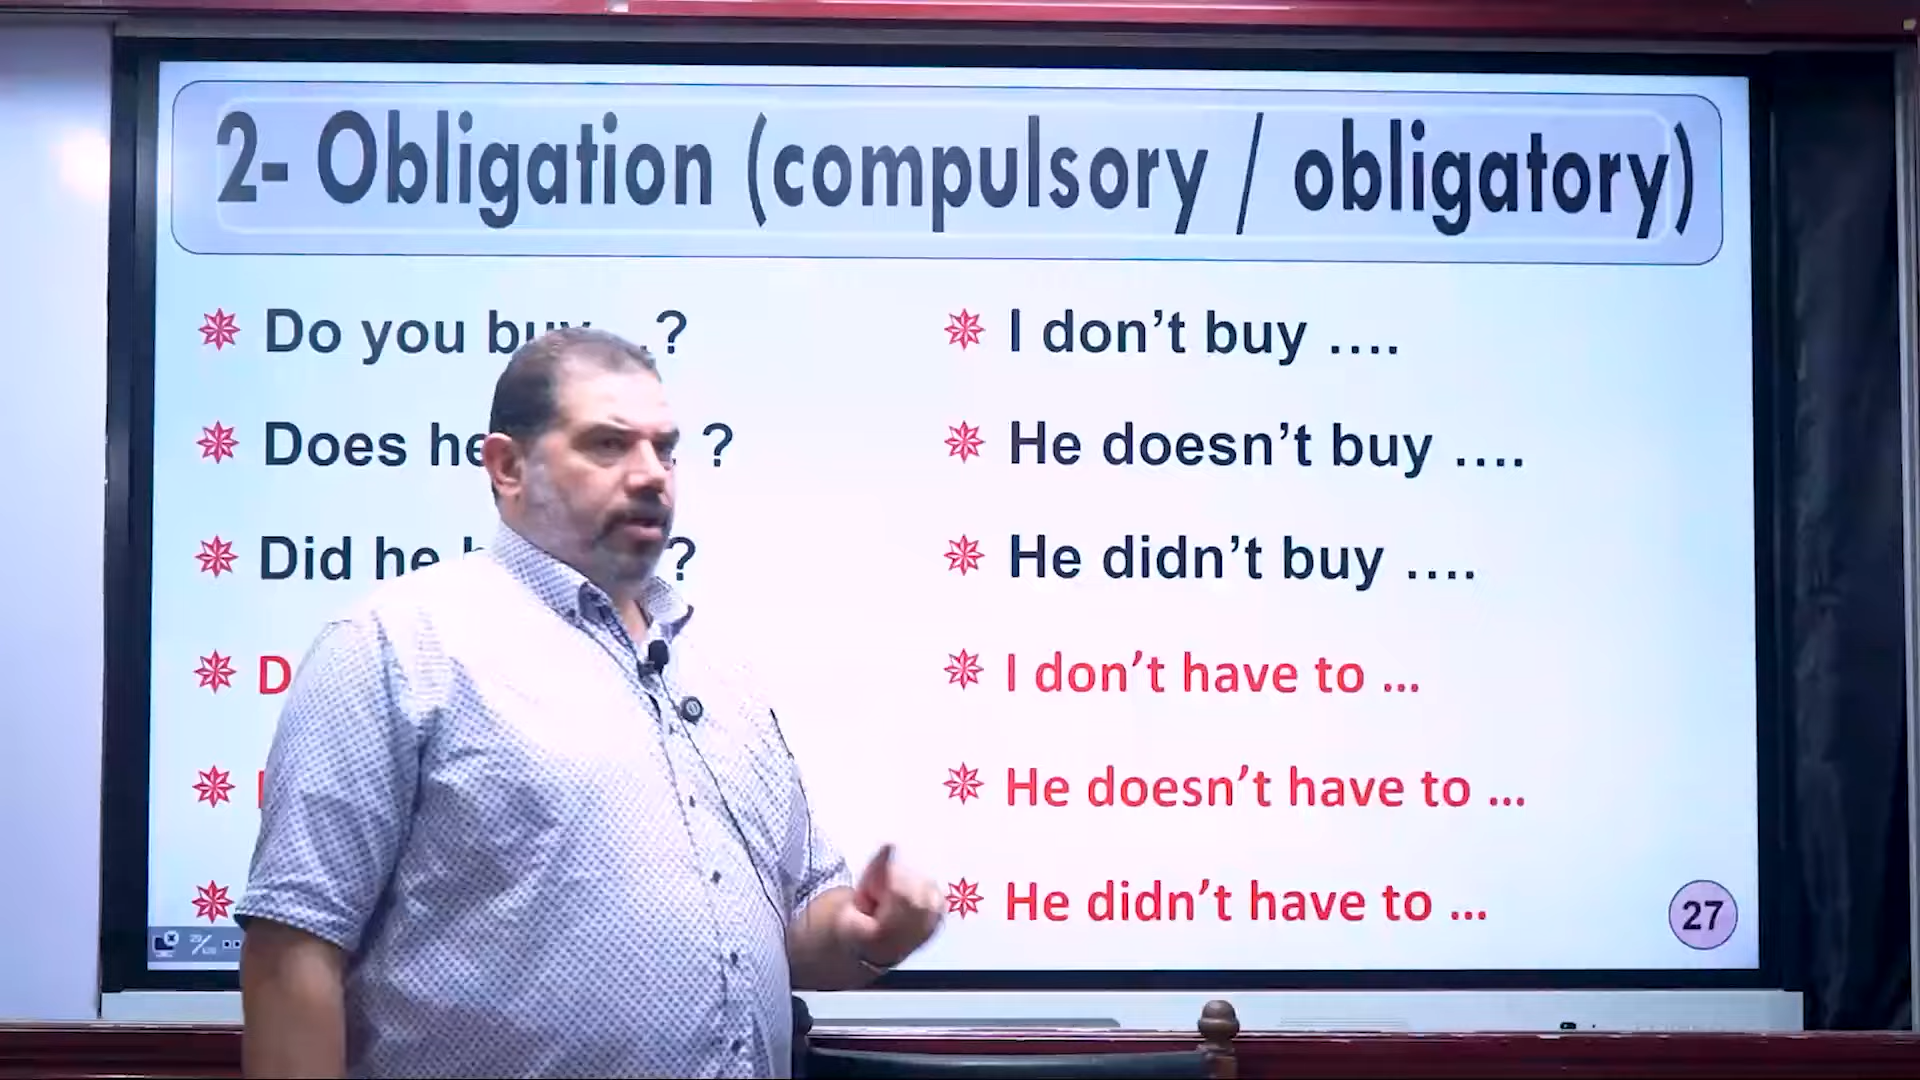 2- Obligation (compulsory / obligatory)
Do you buy ...?
I don’t buy ....
Does he ?
He doesn’t buy ....
Did he ?
He didn’t buy ....
I don’t have to ...
He doesn’t have to ...
He didn’t have to ...
27